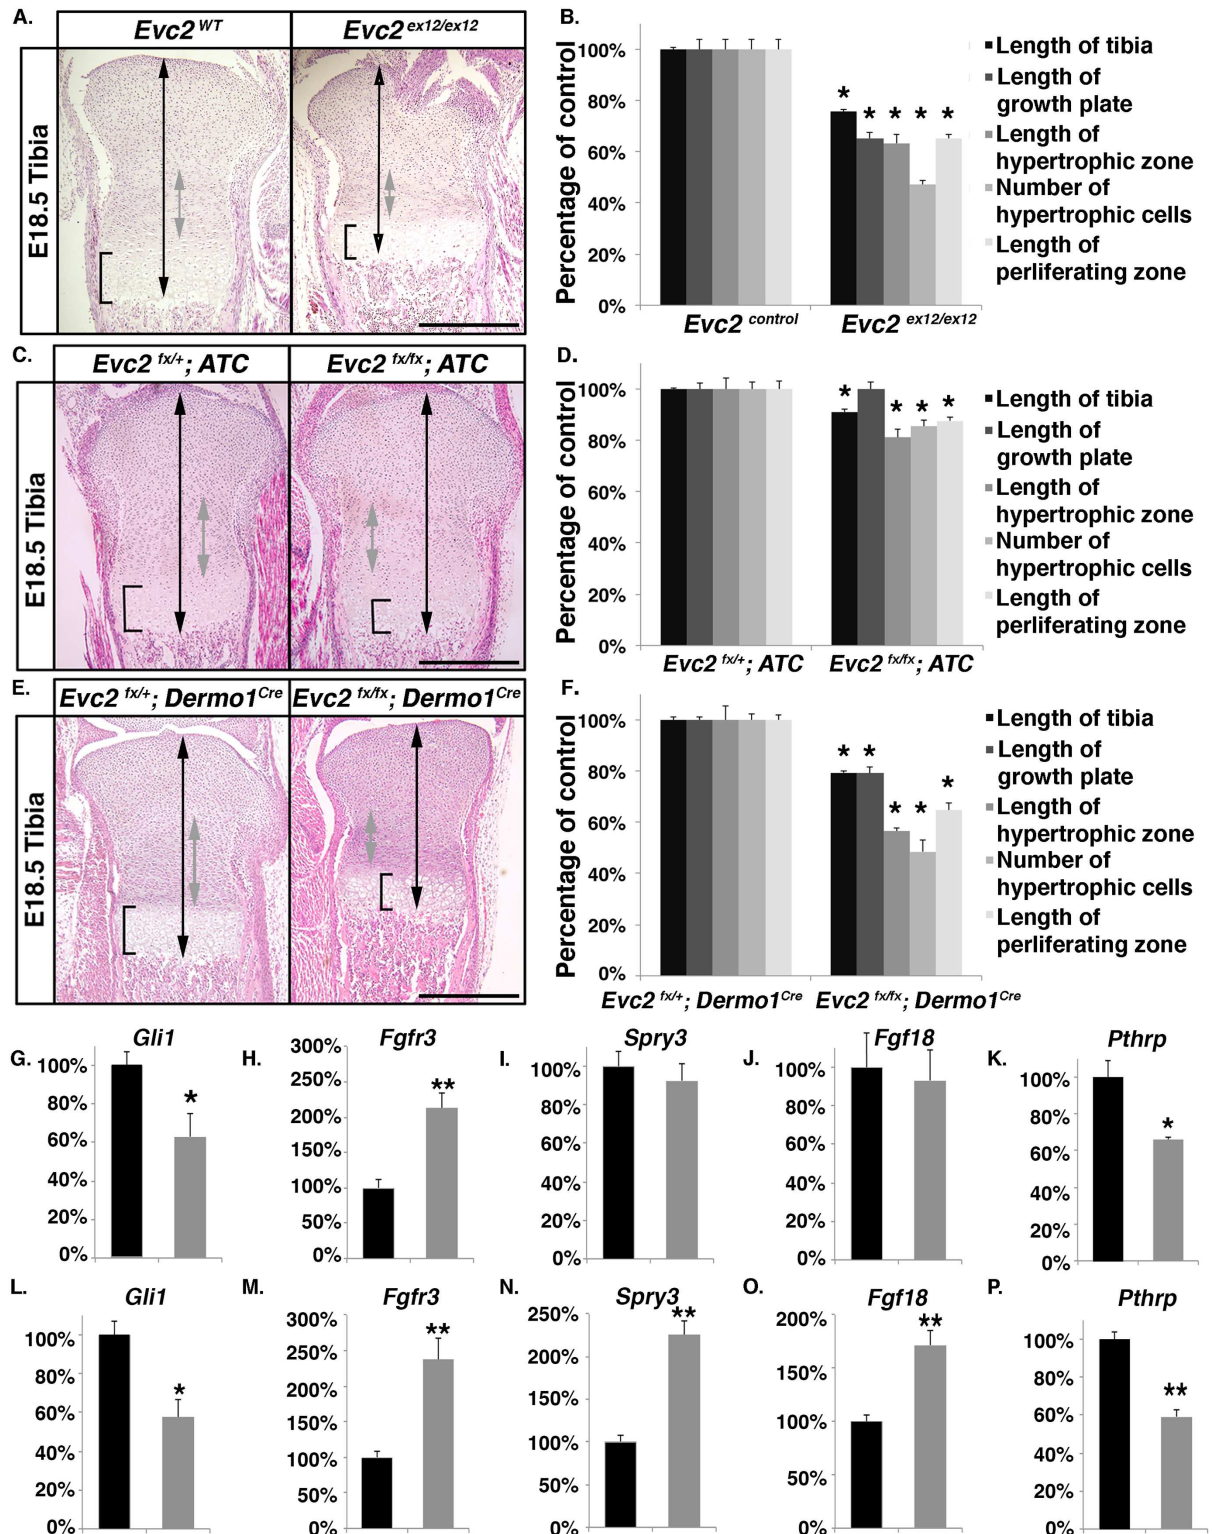 A.
Evc2 WT
Evc2 ex12/ex12
E18.5 Tibia
B.
Percentage of control
100%
80%
60%
40%
20%
0%
*
*
*
*
*
Evc2 control
Evc2 ex12/ex12
Length of tibia
Length of
growth plate
Length of
hypertrophic zone
Number of
hypertrophic cells
Length of
perliferating zone
C.
Evc2 fx/+; ATC
Evc2 fx/fx; ATC
E18.5 Tibia
D.
Percentage of control
100%
80%
60%
40%
20%
0%
*
*
*
*
Evc2 fx/+; ATC
Evc2 fx/fx; ATC
Length of tibia
Length of
growth plate
Length of
hypertrophic zone
Number of
hypertrophic cells
Length of
perliferating zone
E.
Evc2 fx/+; Dermo1Cre
Evc2 fx/fx; Dermo1Cre
E18.5 Tibia
F.
Percentage of control
100%
80%
60%
40%
20%
0%
*
*
*
*
*
Evc2 fx/+; Dermo1Cre
Evc2 fx/fx; Dermo1Cre
Length of tibia
Length of
growth plate
Length of
hypertrophic zone
Number of
hypertrophic cells
Length of
perliferating zone
G.
Gli1
100%
80%
60%
40%
20%
0%
*
H.
Fgfr3
300%
250%
200%
150%
100%
50%
0%
**
I.
Spry3
100%
80%
60%
40%
20%
0%
J.
Fgf18
100%
80%
60%
40%
20%
0%
K.
Pthrp
100%
80%
60%
40%
20%
0%
*
L.
Gli1
100%
80%
60%
40%
20%
0%
*
M.
Fgfr3
300%
250%
200%
150%
100%
50%
0%
**
N.
Spry3
250%
200%
150%
100%
50%
0%
**
O.
Fgf18
200%
150%
100%
50%
0%
**
P.
Pthrp
100%
80%
60%
40%
20%
0%
**